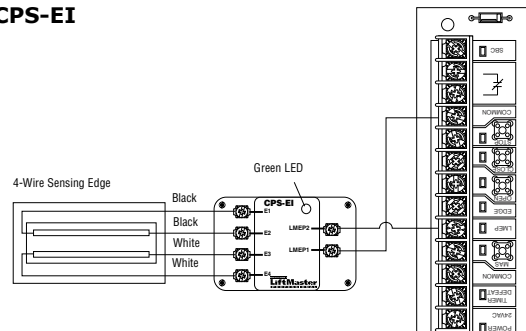 CPS-EI
SBC
COMMON
STOP
CLOSE
Green LED
4-Wire Sensing Edge
Black
CPS-EI
OPEN
E1
EDGE
Black
E2
LMEP2
LMEP
White
E3
LMEP1
MAS
White
E4
LiftMaster
COMMON
TIMER
DEFEAT
24VAC
POWER